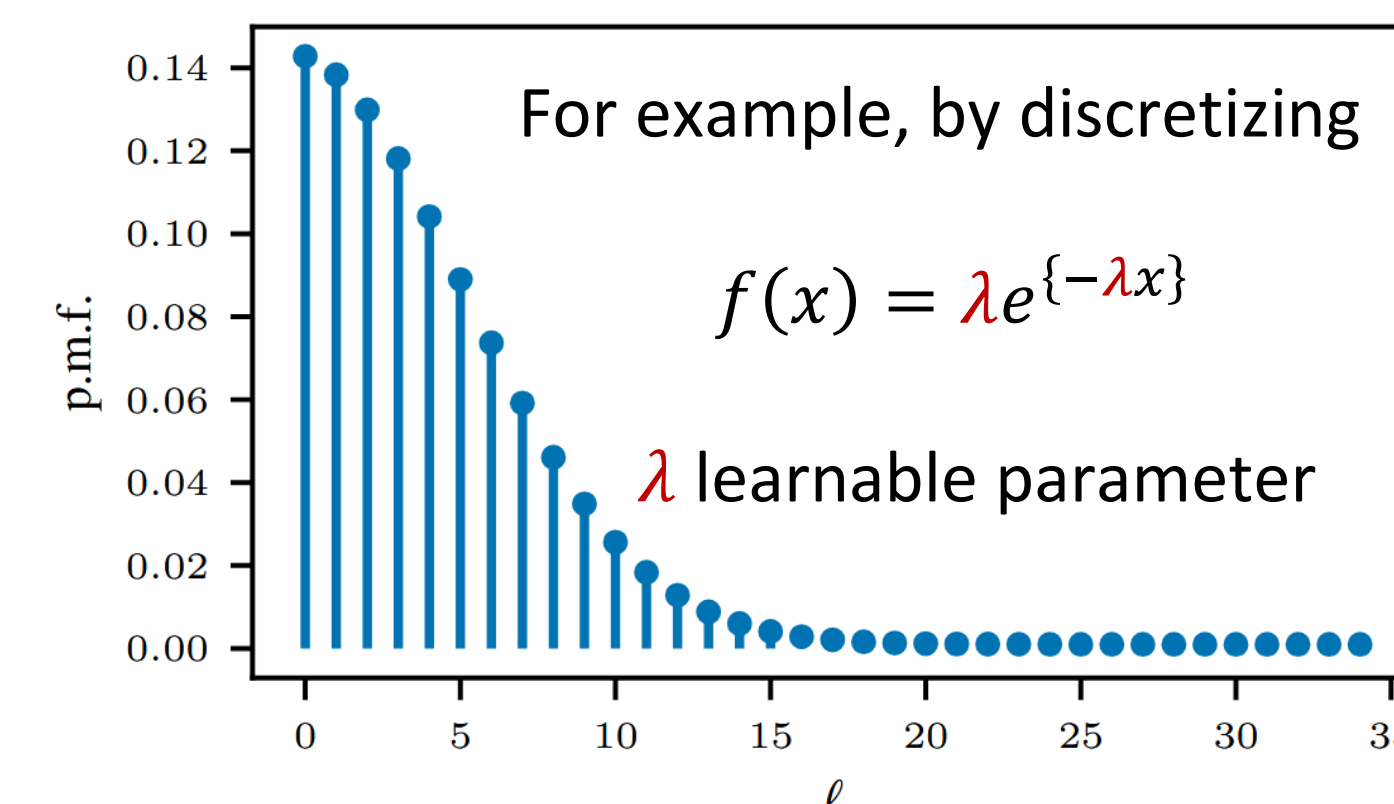 0.14
For example, by discretizing
0.12
0.10
f(x) = λe^{−λx}
0.08
p.m.f.
0.06
0.04
λ learnable parameter
0.02
0.00
0 5 10 15 20 25 30
ℓ